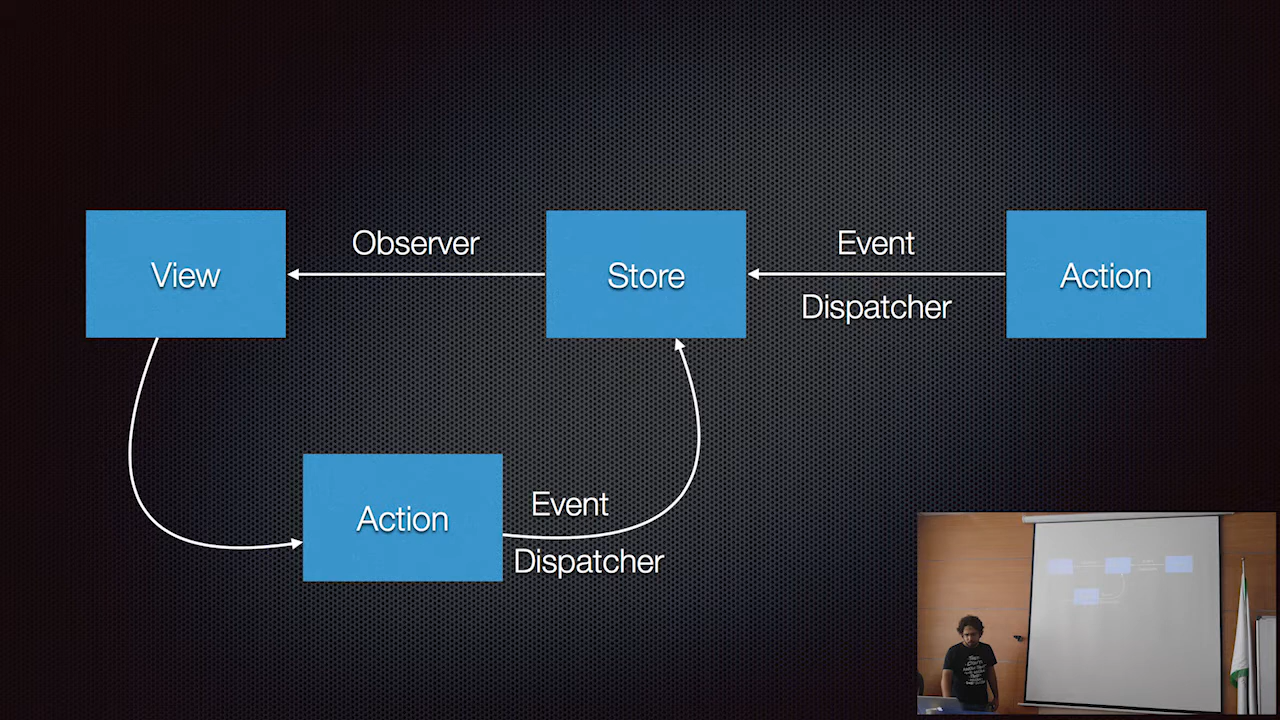 View
Observer
Store
Event
Dispatcher
Action
Action
Event
Dispatcher